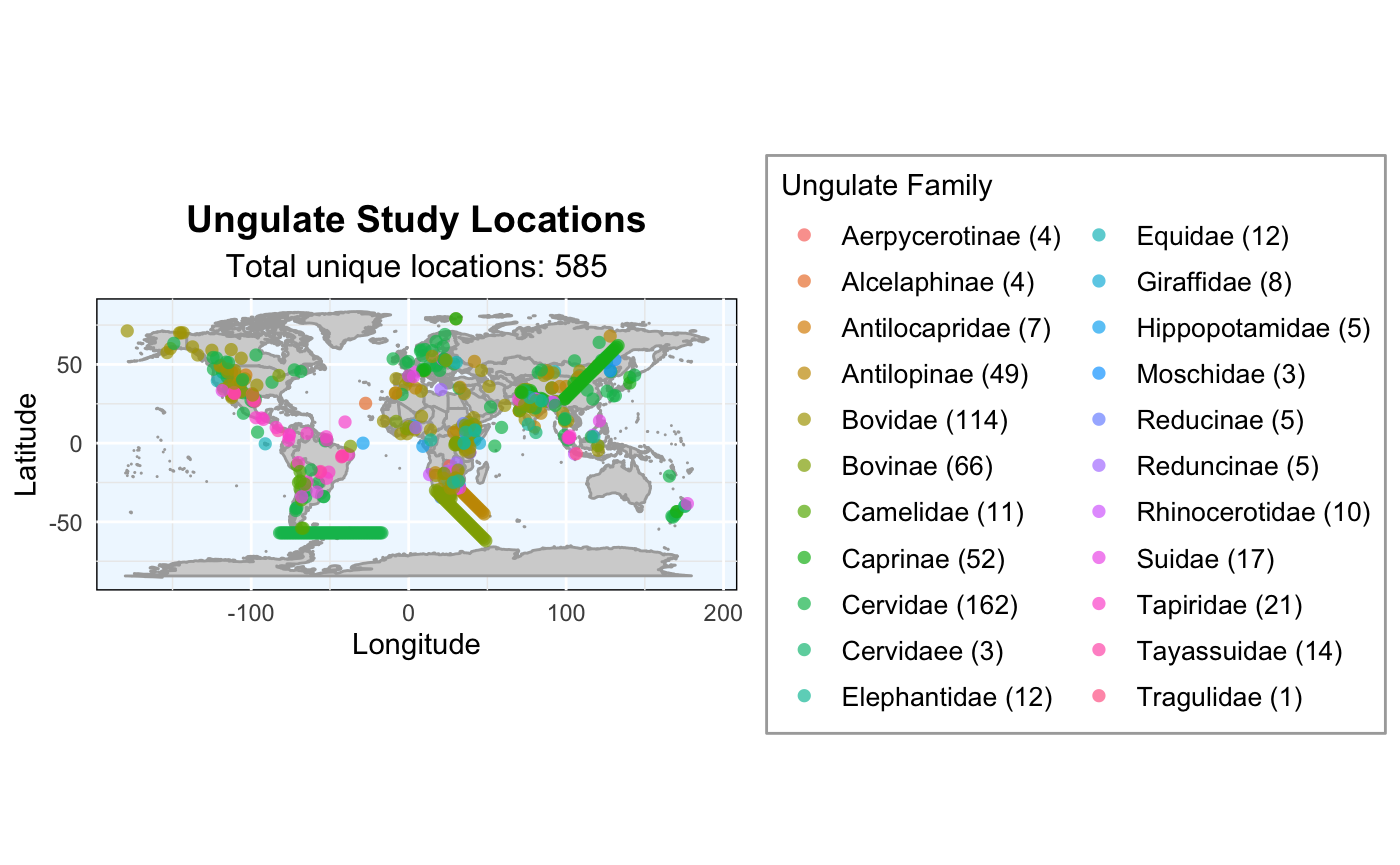 Ungulate Study Locations
Total unique locations: 585
Latitude
50
0
-50
-100
0
100
200
Longitude
Ungulate Family
Aerpycerotinae (4)
Alcelaphinae (4)
Antilocapridae (7)
Antilopinae (49)
Bovidae (114)
Bovinae (66)
Camelidae (11)
Caprinae (52)
Cervidae (162)
Cervidaee (3)
Elephantidae (12)
Equidae (12)
Giraffidae (8)
Hippopotamidae (5)
Moschidae (3)
Reducinae (5)
Reduncinae (5)
Rhinocerotidae (10)
Suidae (17)
Tapiridae (21)
Tayassuidae (14)
Tragulidae (1)